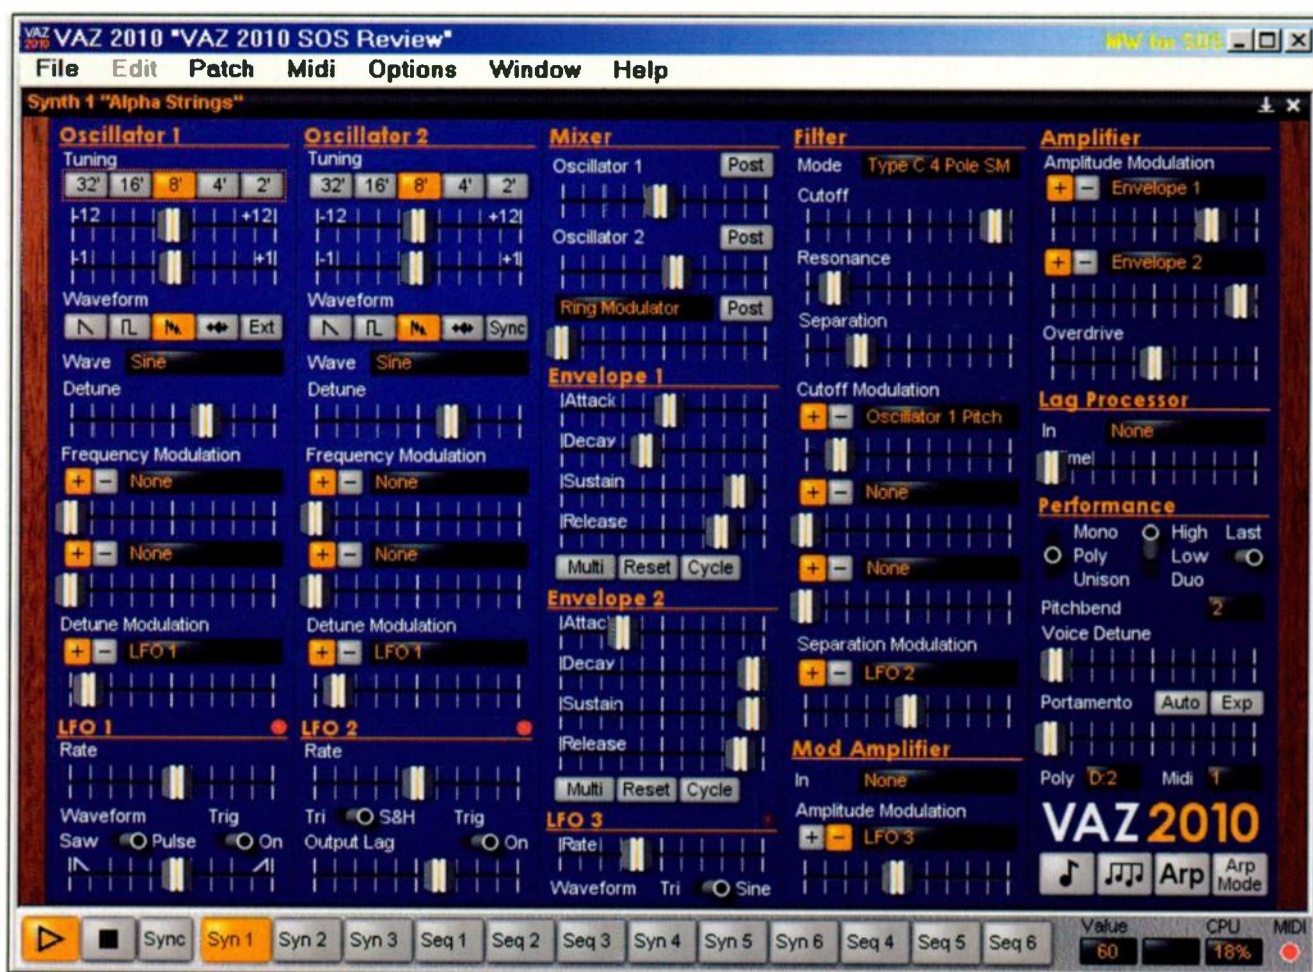 VAZ 2010 VAZ 2010 "VAZ 2010 SOS Review" MW for SOS
File Edit Patch Midi Options Window Help
Synth 1 "Alpha Strings"
Oscillator 1
Tuning
32' 16' 8' 4' 2'
-12 +12
-1 +1
Waveform
Ext
Wave Sine
Detune
Frequency Modulation
+ - None
+ - None
Detune Modulation
+ - LFO 1
LFO 1
Rate
Waveform Trig
Saw Pulse On
Oscillator 2
Tuning
32' 16' 8' 4' 2'
-12 +12
-1 +1
Waveform
Sync
Wave Sine
Detune
Frequency Modulation
+ - None
+ - None
Detune Modulation
+ - LFO 1
LFO 2
Rate
Tri S&H Trig
Output Lag On
Mixer
Oscillator 1 Post
Oscillator 2 Post
Ring Modulator Post
Envelope 1
Attack
Decay
Sustain
Release
Multi Reset Cycle
Envelope 2
Attac
Decay
Sustain
Release
Multi Reset Cycle
LFO 3
Rate
Waveform Tri Sine
Filter
Mode Type C 4 Pole SM
Cutoff
Resonance
Separation
Cutoff Modulation
+ - Oscillator 1 Pitch
+ - None
+ - None
Separation Modulation
+ - LFO 2
Mod Amplifier
In None
Amplitude Modulation
+ - LFO 3
Amplifier
Amplitude Modulation
+ - Envelope 1
+ - Envelope 2
Overdrive
Lag Processor
In None
me
Performance
Mono High Last
Poly Low
Unison Duo
Pitchbend 2
Voice Detune
Portamento Auto Exp
Poly D:2 Midi 1
VAZ 2010
Arp Arp Mode
Sync Syn 1 Syn 2 Syn 3 Seq 1 Seq 2 Seq 3 Syn 4 Syn 5 Syn 6 Seq 4 Seq 5 Seq 6
Value CPU MIDI
60 18%